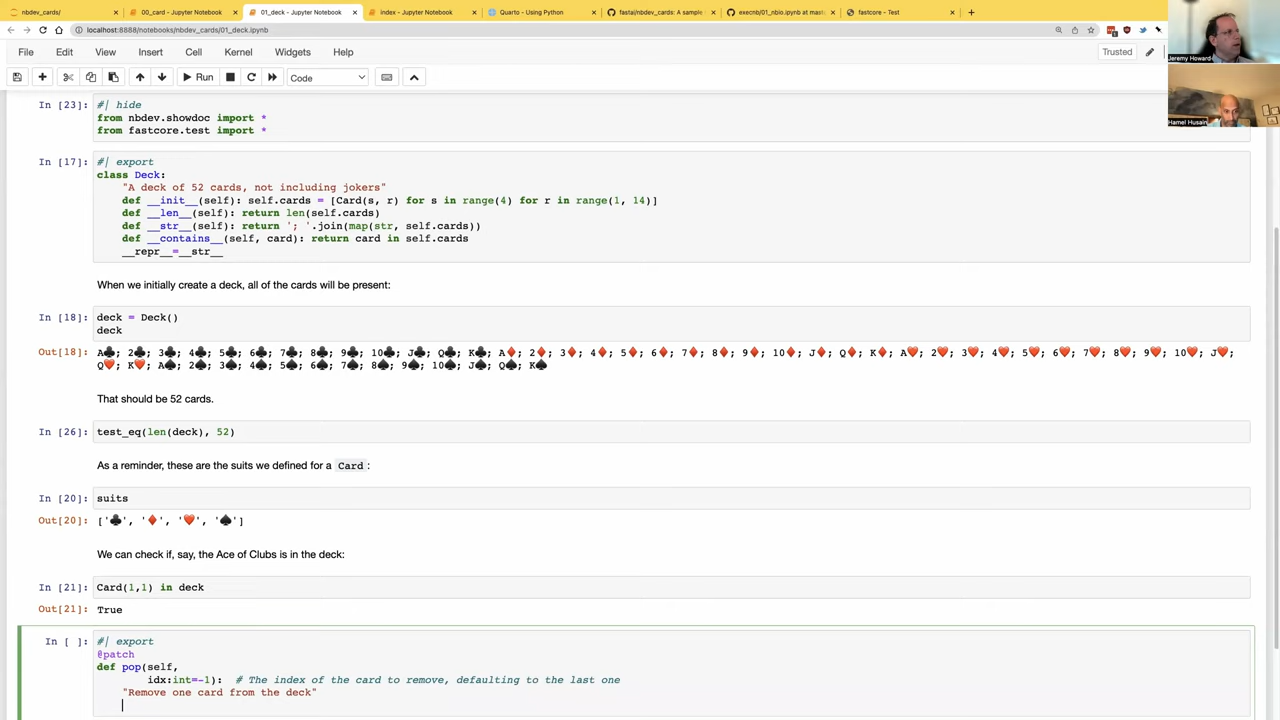 nbdev_cards/
00_card - Jupyter Notebook
01_deck - Jupyter Notebook
index - Jupyter Notebook
Quarto - Using Python
fastai/nbdev_cards: A sample
execnb/01_nbio.ipynb at mast
fastcore - Test
localhost:8888/notebooks/nbdev_cards/01_deck.ipynb
File Edit View Insert Cell Kernel Widgets Help
Trusted
Run
Code
Jeremy Howard
Hamel Husain
In [23]: #| hide
from nbdev.showdoc import *
from fastcore.test import *
In [17]: #| export
class Deck:
"A deck of 52 cards, not including jokers"
def __init__(self): self.cards = [Card(s, r) for s in range(4) for r in range(1, 14)]
def __len__(self): return len(self.cards)
def __str__(self): return '; '.join(map(str, self.cards))
def __contains__(self, card): return card in self.cards
__repr__=__str__
When we initially create a deck, all of the cards will be present:
In [18]: deck = Deck()
deck
Out[18]: A♣; 2♣; 3♣; 4♣; 5♣; 6♣; 7♣; 8♣; 9♣; 10♣; J♣; Q♣; K♣; A♦; 2♦; 3♦; 4♦; 5♦; 6♦; 7♦; 8♦; 9♦; 10♦; J♦; Q♦; K♦; A❤; 2❤; 3❤; 4❤; 5❤; 6❤; 7❤; 8❤; 9❤; 10❤; J❤;
Q❤; K❤; A♠; 2♠; 3♠; 4♠; 5♠; 6♠; 7♠; 8♠; 9♠; 10♠; J♠; Q♠; K♠
That should be 52 cards.
In [26]: test_eq(len(deck), 52)
As a reminder, these are the suits we defined for a Card:
In [20]: suits
Out[20]: ['♣', '♦', '❤', '♠']
We can check if, say, the Ace of Clubs is in the deck:
In [21]: Card(1,1) in deck
Out[21]: True
In [ ]: #| export
@patch
def pop(self,
idx:int=-1): # The index of the card to remove, defaulting to the last one
"Remove one card from the deck"